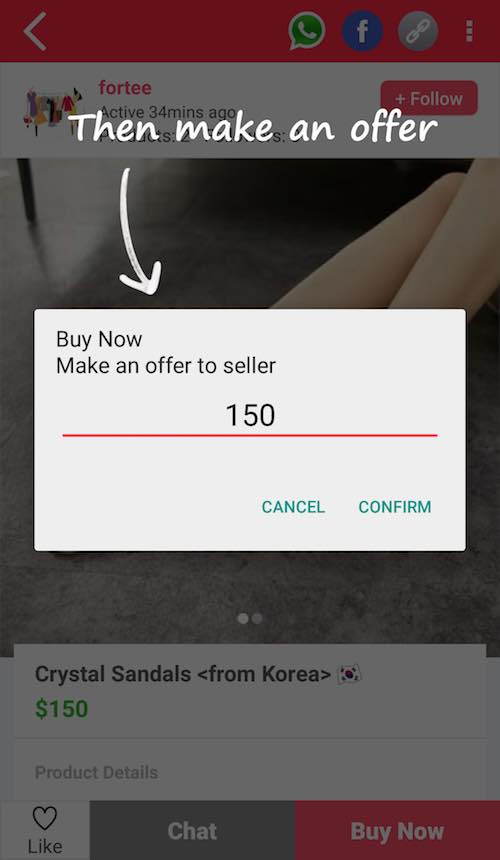 fortee
+ Follow
Active 34mins ago
Then make an offer
Buy Now
Make an offer to seller
150
CANCEL
CONFIRM
Crystal Sandals <from Korea> 🇰🇷
$150
Product Details
Like
Chat
Buy Now